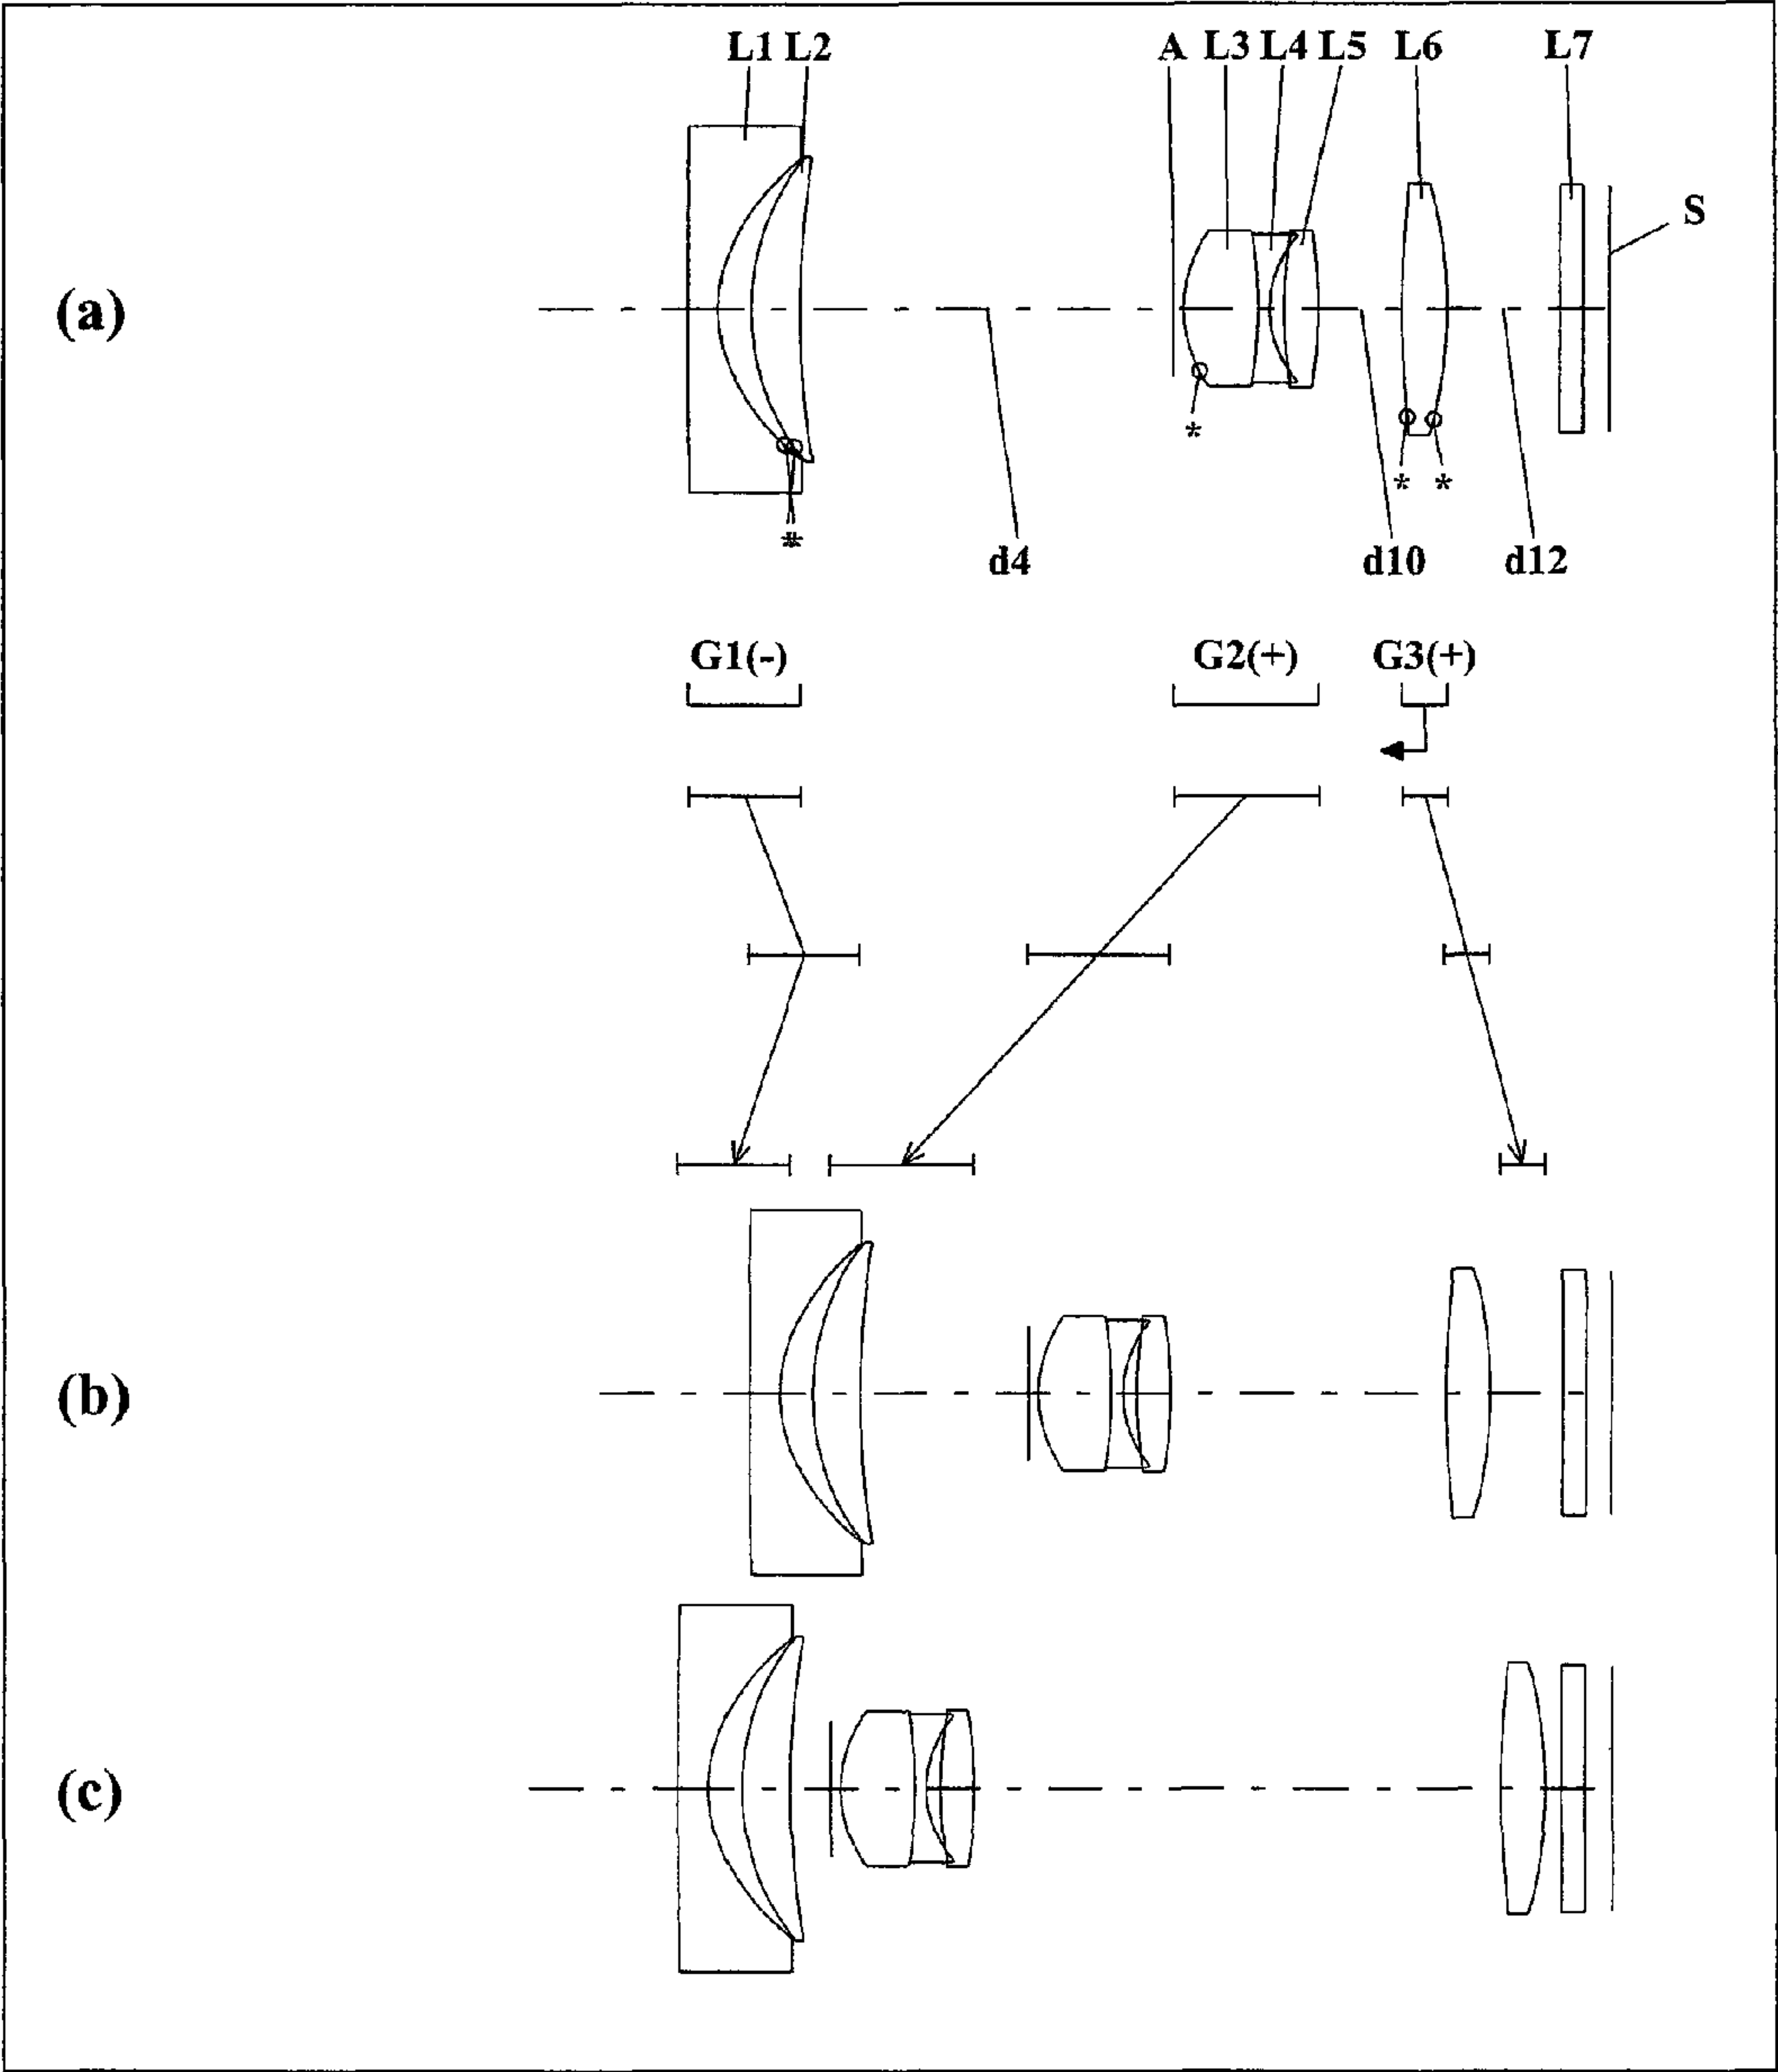 L1 L2 A L3 L4 L5 L6 L7
S
(a)
*
* *
*
*
d4 d10 d12
G1(-) G2(+) G3(+)
(b)
(c)